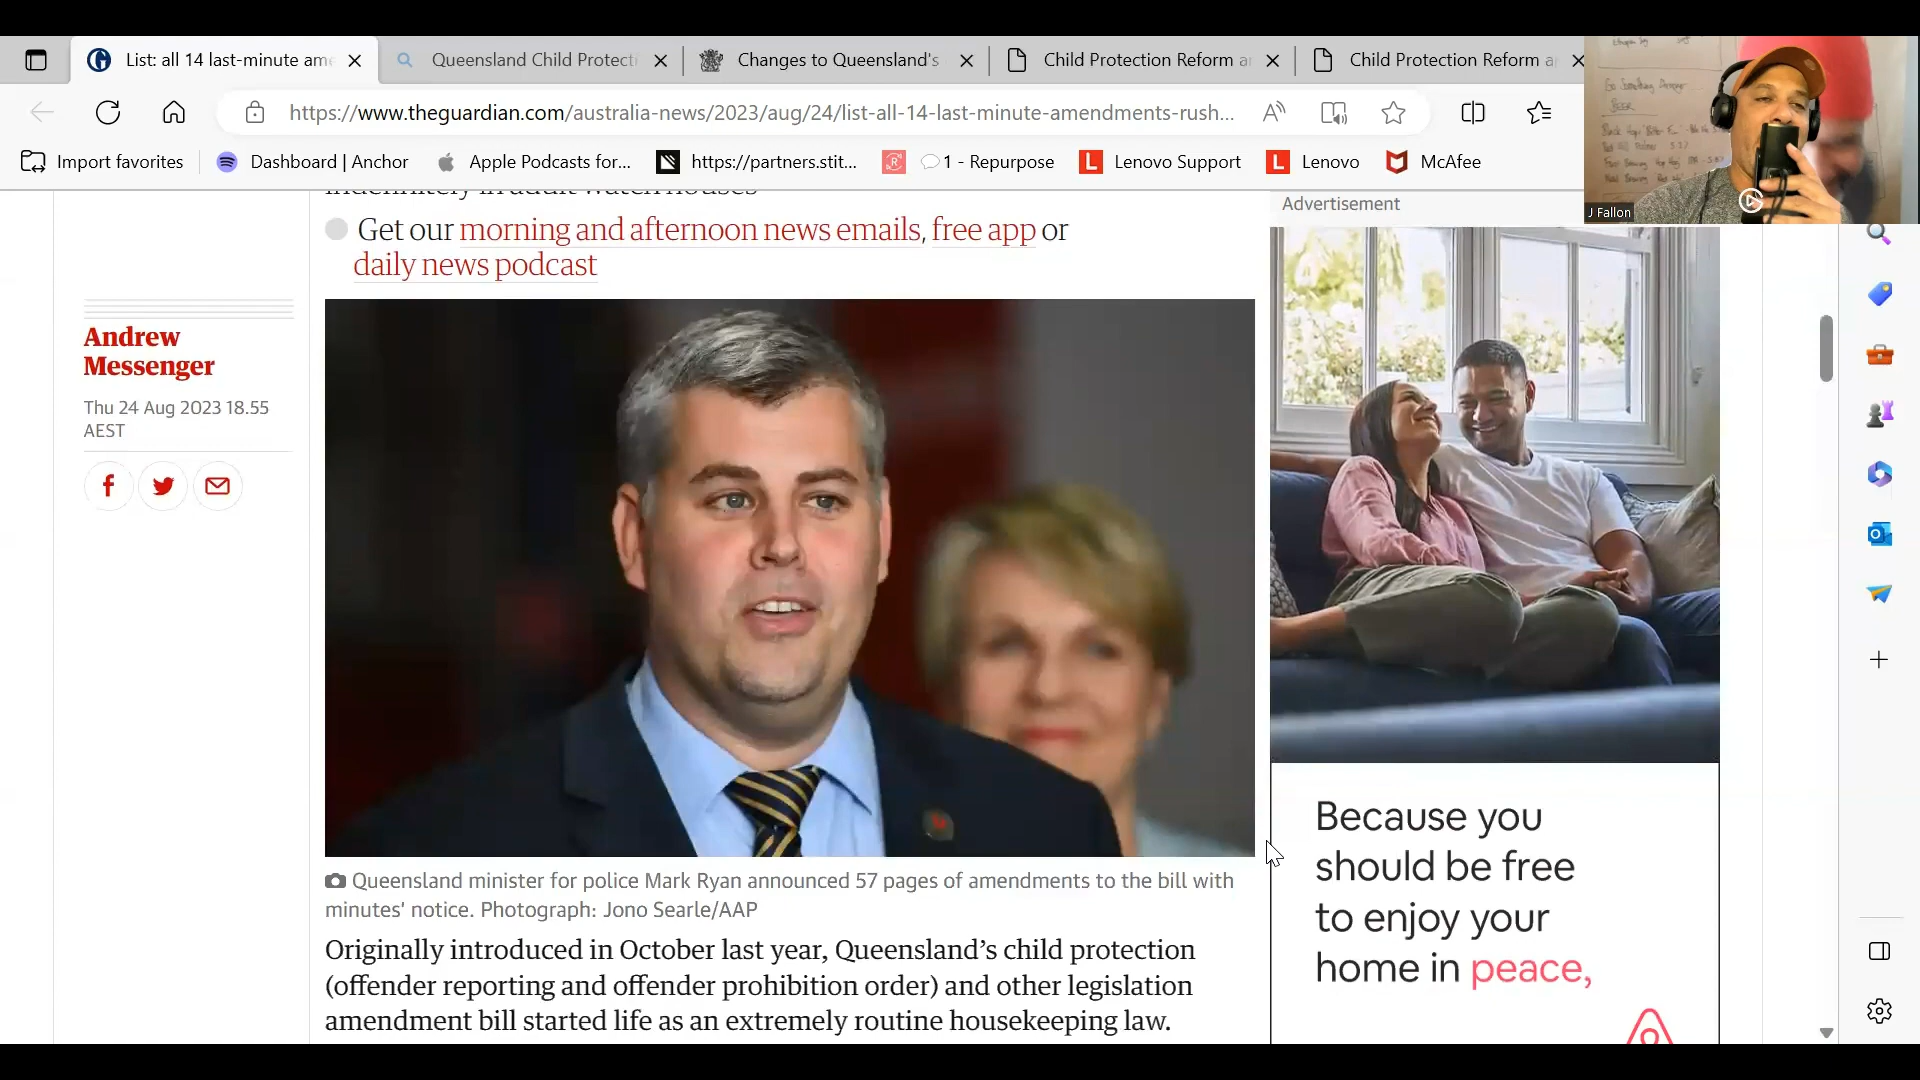 List: all 14 last-minute am
Queensland Child Protect
Changes to Queensland's
Child Protection Reform a
Child Protection Reform a
https://www.theguardian.com/australia-news/2023/aug/24/list-all-14-last-minute-amendments-rush...
Import favorites
Dashboard | Anchor
Apple Podcasts for...
https://partners.stit...
1 - Repurpose
Lenovo Support
Lenovo
McAfee
J Fallon
indefinitely in adult watch houses
Get our morning and afternoon news emails, free app or
daily news podcast
Advertisement
Andrew
Messenger
Thu 24 Aug 2023 18.55
AEST
Queensland minister for police Mark Ryan announced 57 pages of amendments to the bill with
minutes' notice. Photograph: Jono Searle/AAP
Originally introduced in October last year, Queensland’s child protection
(offender reporting and offender prohibition order) and other legislation
amendment bill started life as an extremely routine housekeeping law.
Because you
should be free
to enjoy your
home in peace,